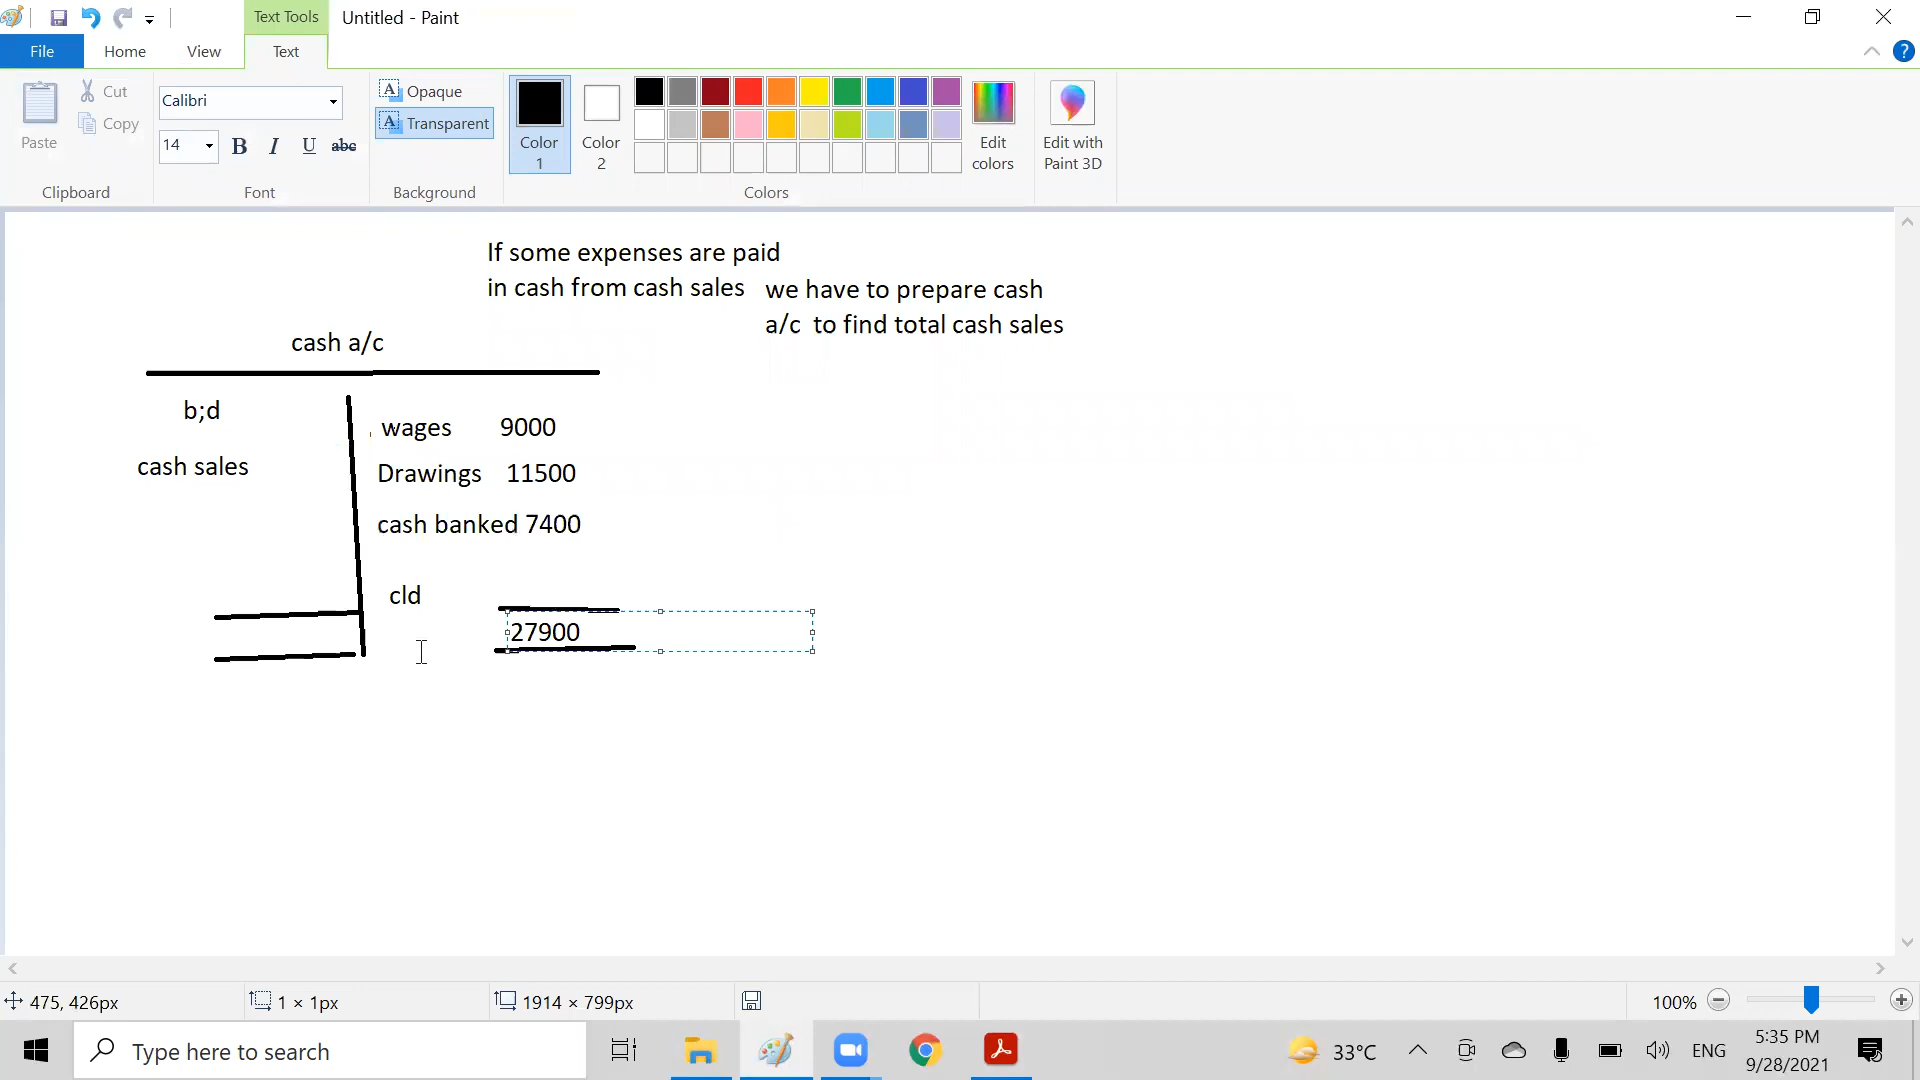 Text Tools
Untitled - Paint
File
Home
View
Text
Paste
Cut
Copy
Clipboard
Calibri
14
B
I
U
abc
Font
A Opaque
A Transparent
Background
Color 1
Color 2
Edit colors
Colors
Edit with Paint 3D
If some expenses are paid
in cash from cash sales
we have to prepare cash
a/c to find total cash sales
cash a/c
b;d
wages 9000
cash sales
Drawings 11500
cash banked 7400
cld
27900
475, 426px
1 × 1px
1914 × 799px
100%
Type here to search
33°C
ENG
5:35 PM
9/28/2021